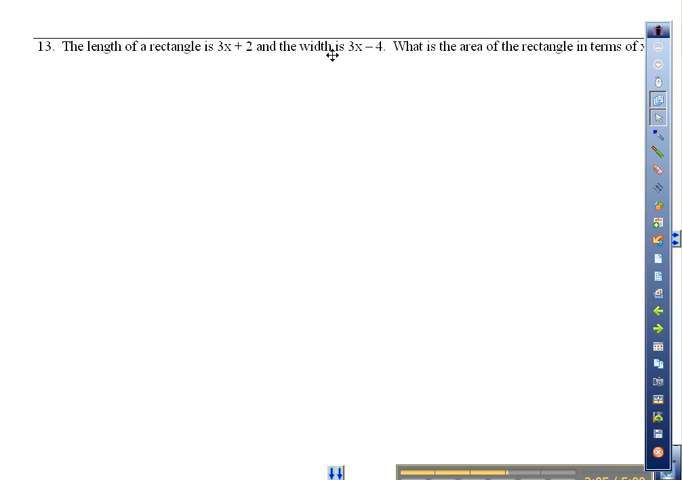 13. The length of a rectangle is 3x + 2 and the width is 3x – 4. What is the area of the rectangle in terms of